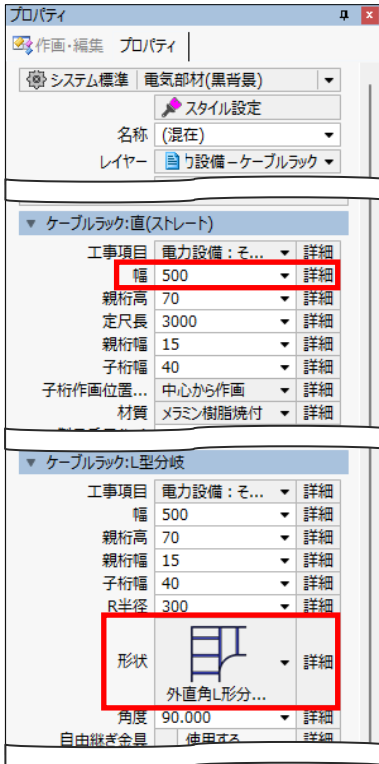 プロパティ
作画・編集 プロパティ
システム標準 電気部材(黒背景)
スタイル設定
名称 (混在)
レイヤー り設備－ケーブルラック
ケーブルラック:直(ストレート)
工事項目 電力設備：そ... 詳細
幅 500 詳細
親桁高 70 詳細
定尺長 3000 詳細
親桁幅 15 詳細
子桁幅 40 詳細
子桁作画位置... 中心から作画 詳細
材質 メラミン樹脂焼付 詳細
ケーブルラック:L型分岐
工事項目 電力設備：そ... 詳細
幅 500 詳細
親桁高 70 詳細
親桁幅 15 詳細
子桁幅 40 詳細
R半径 300 詳細
形状 外直角L形分... 詳細
角度 90.000 詳細
自由継ぎ金具 使用する 詳細